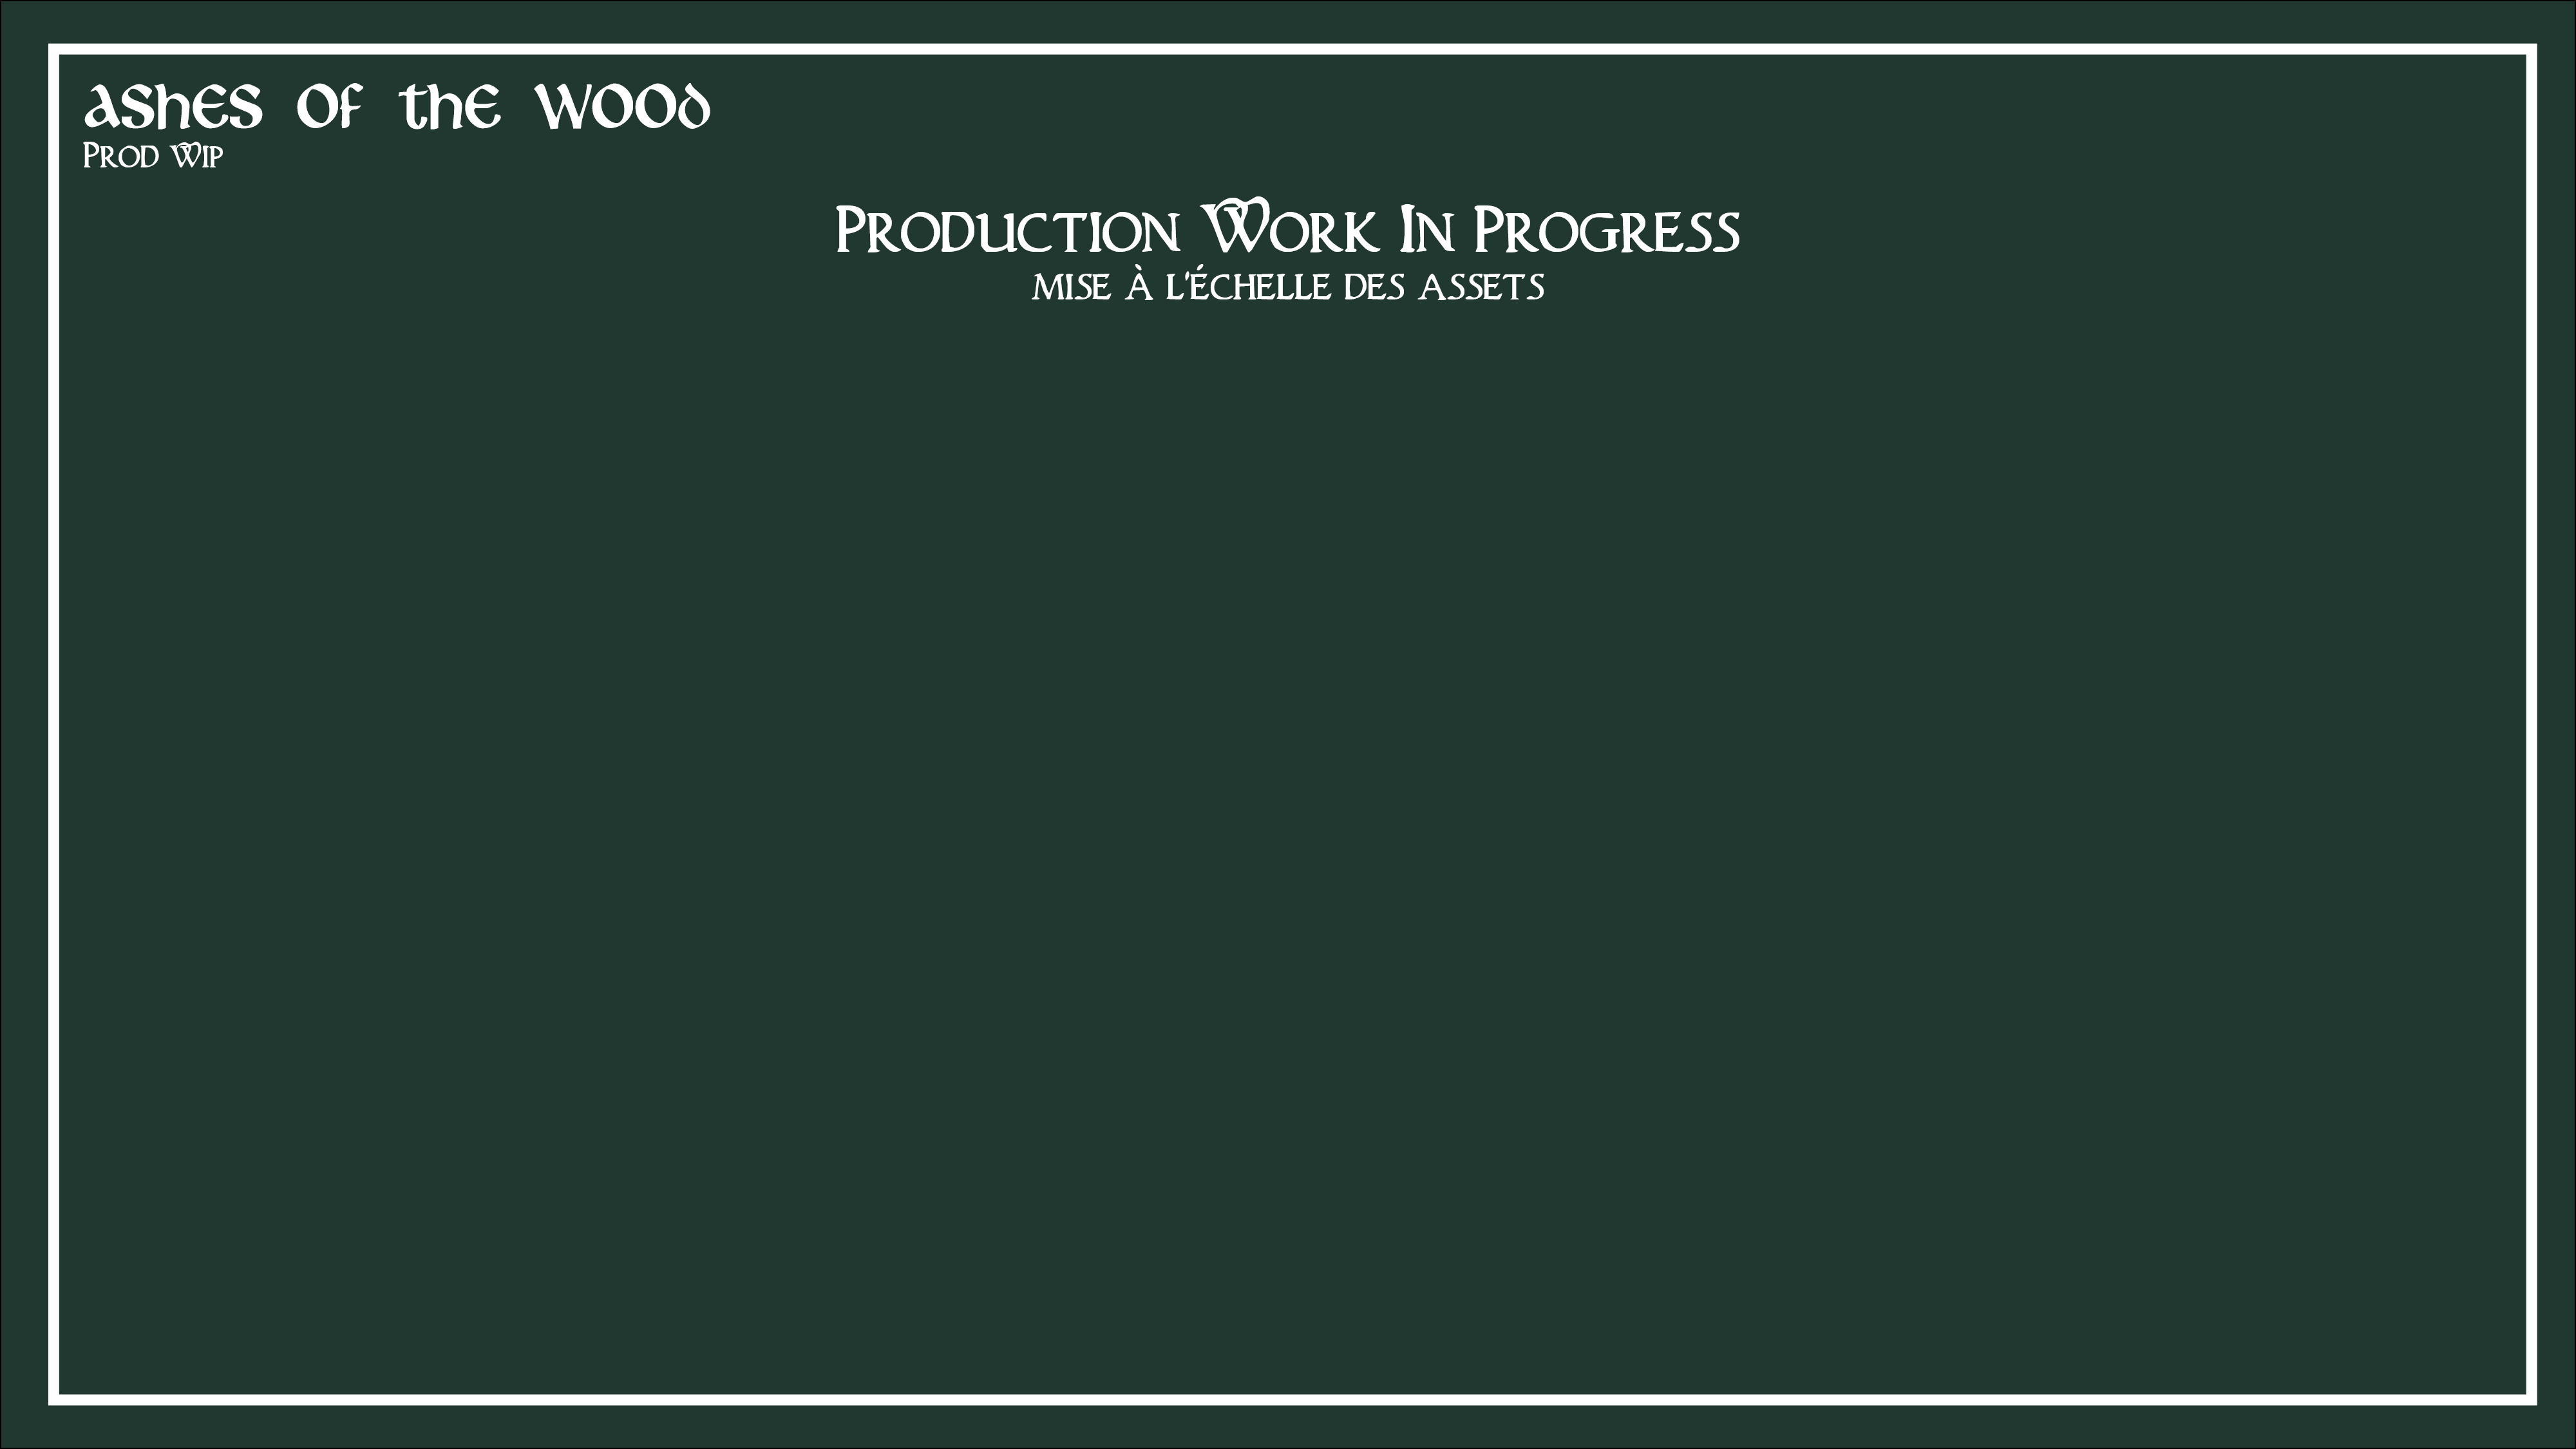 ashes of the wood
Prod Wip
Production Work In Progress
mise à l'échelle des assets